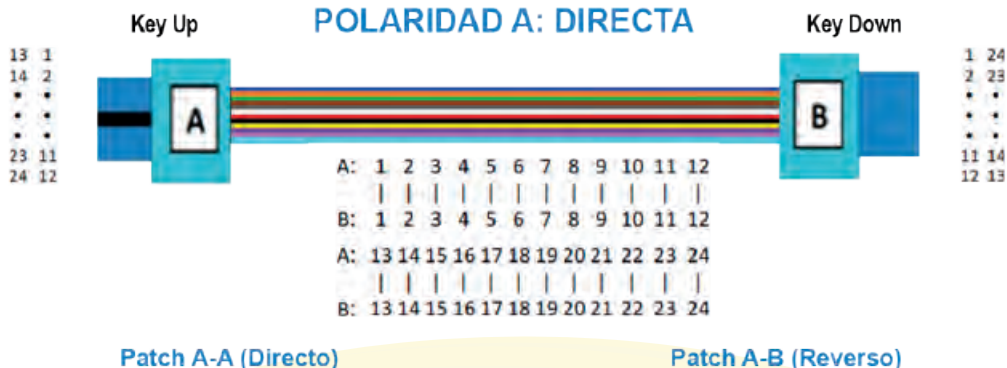 Key Up POLARIDAD A: DIRECTA Key Down
13 1
14 2
23 11
24 12
A
B
1 24
2 23
11 14
12 13
A: 1 2 3 4 5 6 7 8 9 10 11 12
B: 1 2 3 4 5 6 7 8 9 10 11 12
A: 13 14 15 16 17 18 19 20 21 22 23 24
B: 13 14 15 16 17 18 19 20 21 22 23 24
Patch A-A (Directo) Patch A-B (Reverso)